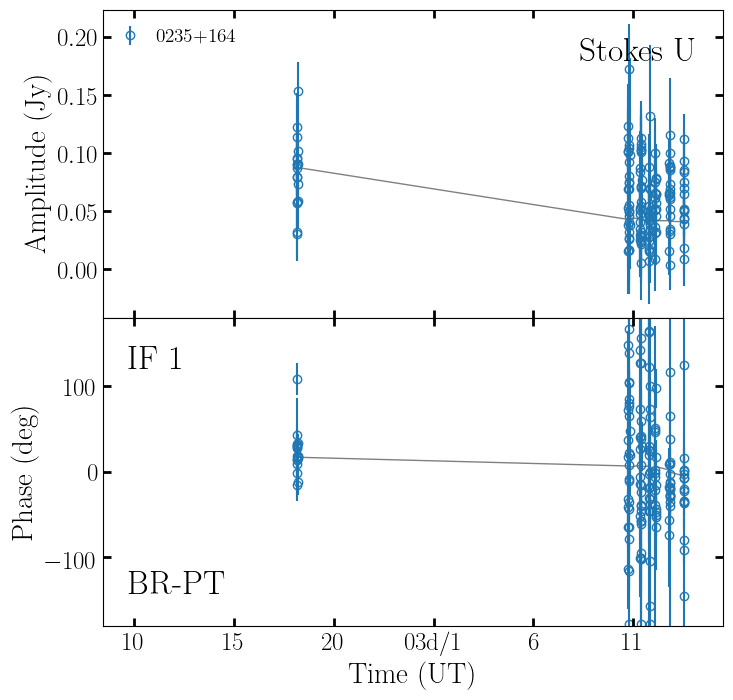 0.20
0235+164
Stokes U
0.15
0.10
0.05
0.00
Amplitude (Jy)
IF 1
100
0
−100
Phase (deg)
BR-PT
10 15 20 03d/1 6 11
Time (UT)